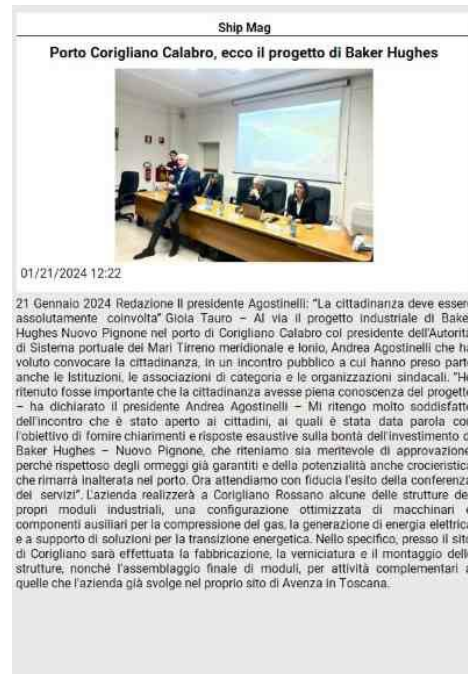 Ship Mag
Porto Corigliano Calabro, ecco il progetto di Baker Hughes
01/21/2024 12:22
21 Gennaio 2024 Redazione Il presidente Agostinelli: "La cittadinanza deve essere
assolutamente coinvolta" Gioia Tauro – Al via il progetto industriale di Baker
Hughes Nuovo Pignone nel porto di Corigliano Calabro col presidente dell'Autorità
di Sistema portuale dei Mari Tirreno meridionale e Ionio, Andrea Agostinelli che ha
voluto convocare la cittadinanza, in un incontro pubblico a cui hanno preso parte
anche le Istituzioni, le associazioni di categoria e le organizzazioni sindacali. "Ho
ritenuto fosse importante che la cittadinanza avesse piena conoscenza del progetto
– ha dichiarato il presidente Andrea Agostinelli – Mi ritengo molto soddisfatto
dell'incontro che è stato aperto ai cittadini, ai quali è stata data parola con
l'obiettivo di fornire chiarimenti e risposte esaustive sulla bontà dell'investimento di
Baker Hughes – Nuovo Pignone, che riteniamo sia meritevole di approvazione,
perché rispettoso degli ormeggi già garantiti e della potenzialità anche crocieristica
che rimarrà inalterata nel porto. Ora attendiamo con fiducia l'esito della conferenza
dei servizi". L'azienda realizzerà a Corigliano Rossano alcune delle strutture dei
propri moduli industriali, una configurazione ottimizzata di macchinari e
componenti ausiliari per la compressione del gas, la generazione di energia elettrica
e a supporto di soluzioni per la transizione energetica. Nello specifico, presso il sito
di Corigliano sarà effettuata la fabbricazione, la verniciatura e il montaggio delle
strutture, nonché l'assemblaggio finale di moduli, per attività complementari a
quelle che l'azienda già svolge nel proprio sito di Avenza in Toscana.